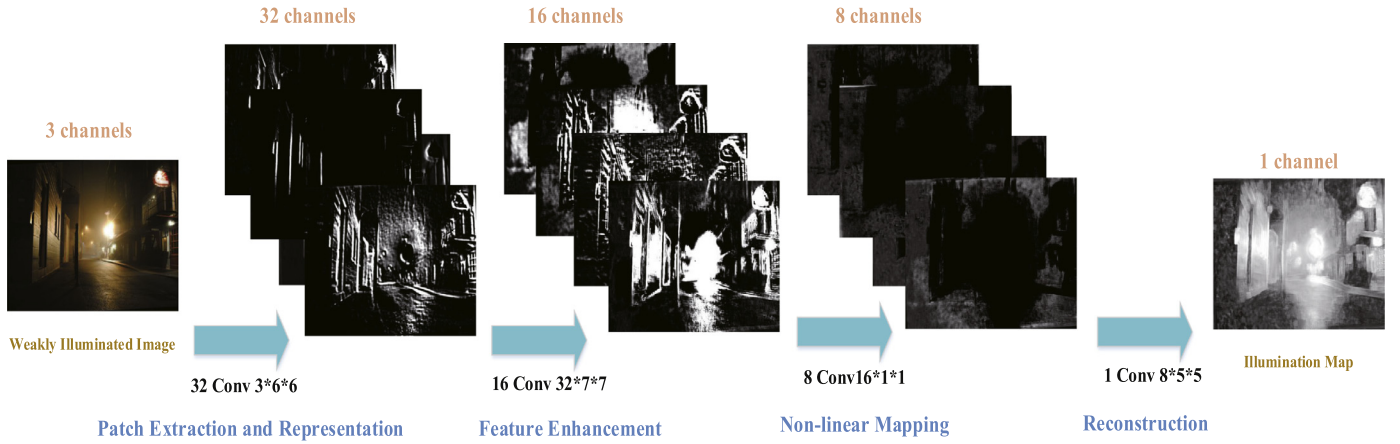 32 channels
16 channels
8 channels
3 channels
1 channel
Weakly Illuminated Image
Illumination Map
32 Conv 3*6*6
16 Conv 32*7*7
8 Conv16*1*1
1 Conv 8*5*5
Patch Extraction and Representation
Feature Enhancement
Non-linear Mapping
Reconstruction